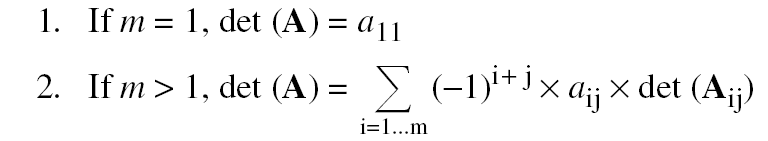 1. If m = 1, det (A) = a₁₁
2. If m > 1, det (A) = ∑ (−1)ⁱ⁺ʲ × aᵢⱼ × det (Aᵢⱼ)
i=1...m